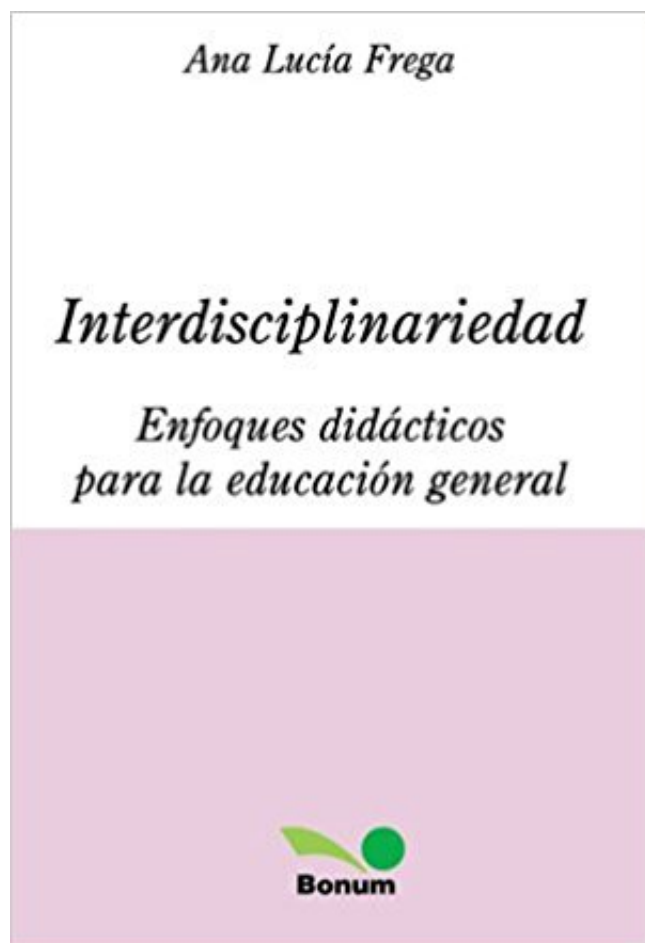 Ana Lucía Frega
Interdisciplinariedad
Enfoques didácticos
para la educación general
Bonum